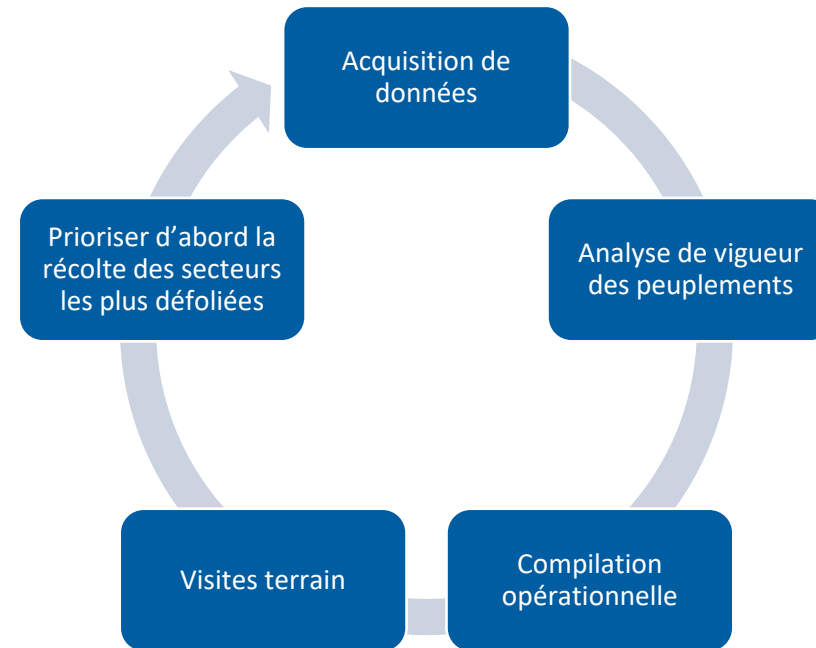 Acquisition de
données
Analyse de vigueur
des peuplements
Compilation
opérationnelle
Visites terrain
Prioriser d'abord la
récolte des secteurs
les plus défoliées